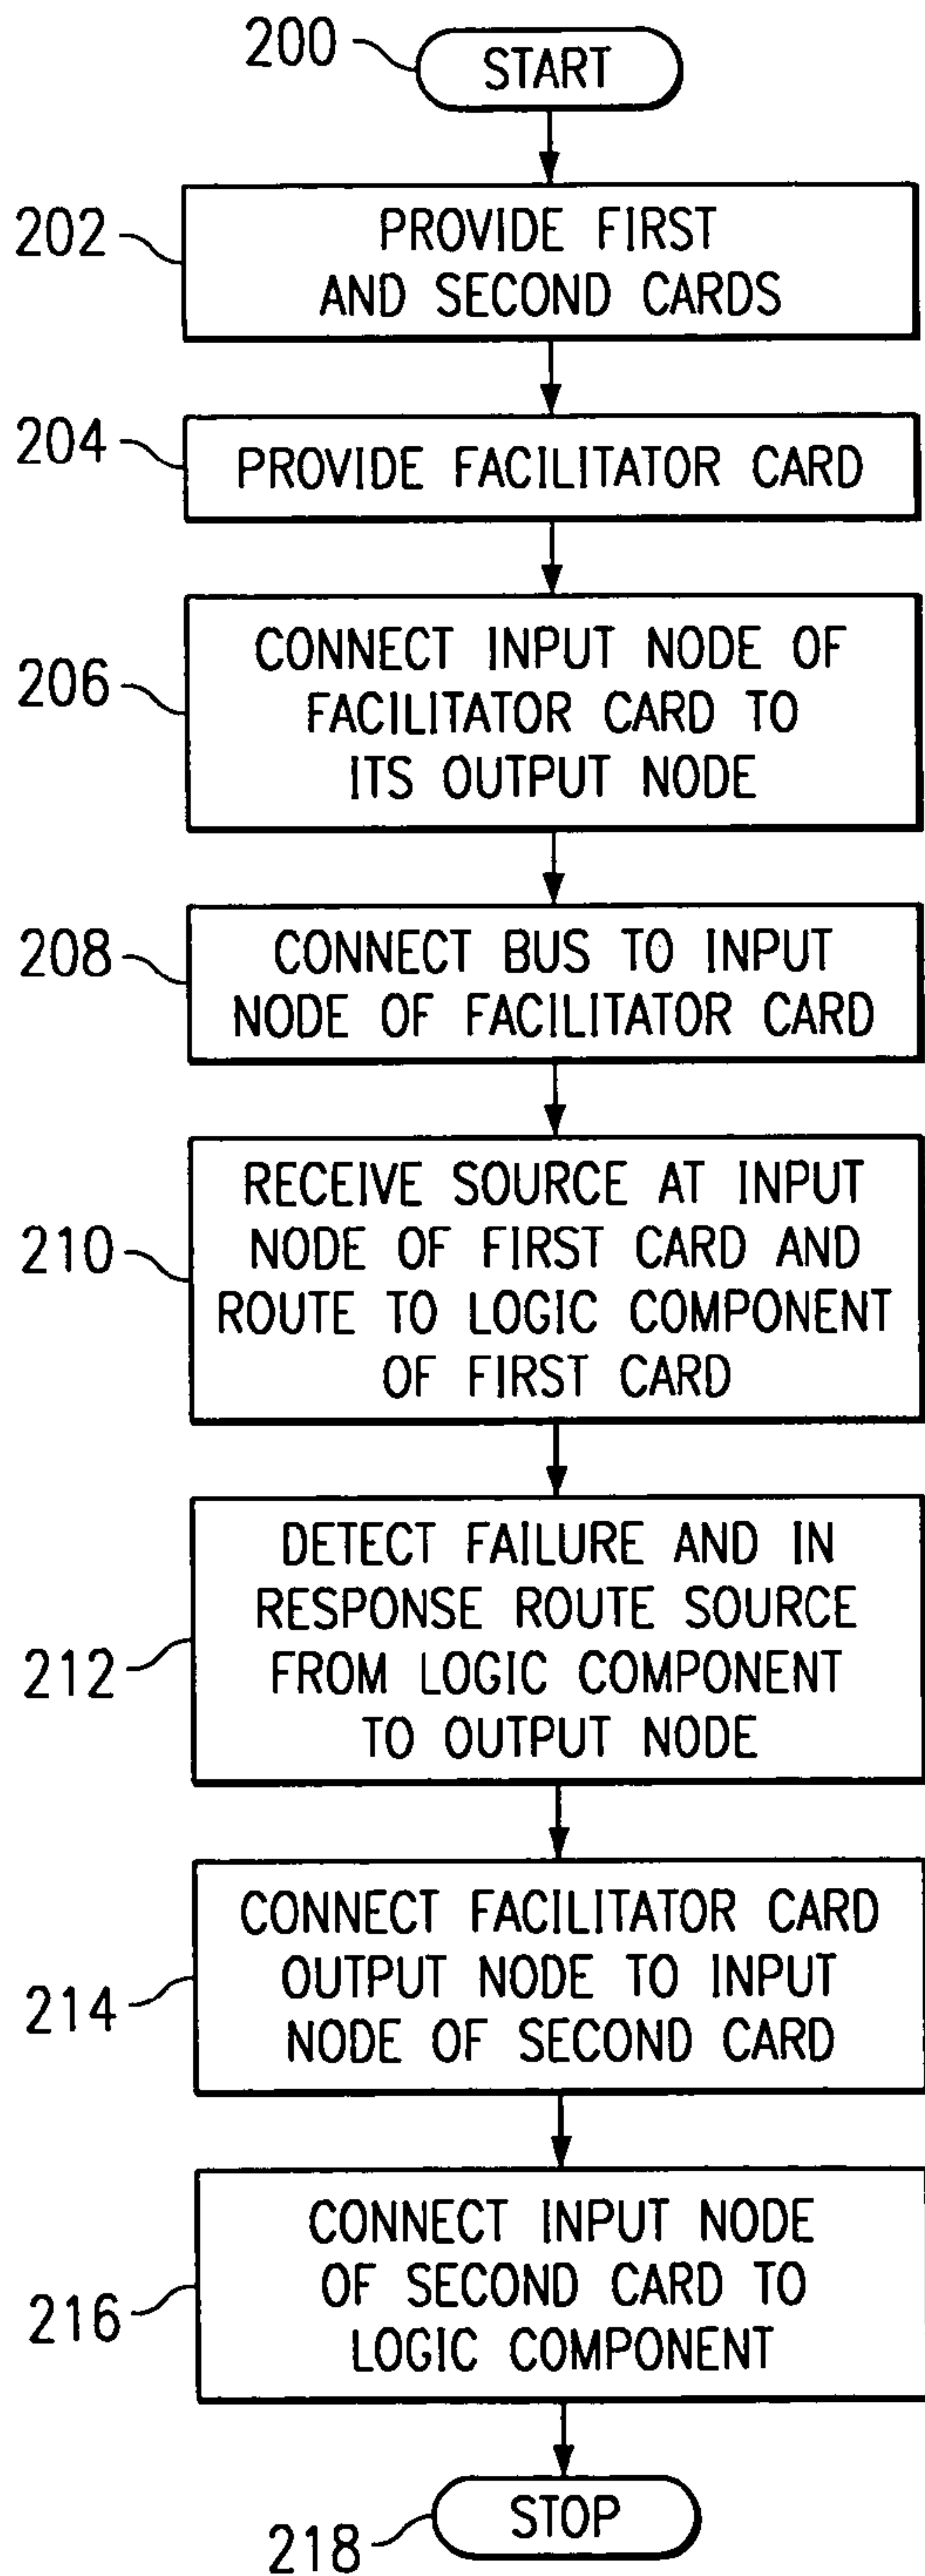 200
START
202
PROVIDE FIRST
AND SECOND CARDS
204
PROVIDE FACILITATOR CARD
206
CONNECT INPUT NODE OF
FACILITATOR CARD TO
ITS OUTPUT NODE
208
CONNECT BUS TO INPUT
NODE OF FACILITATOR CARD
210
RECEIVE SOURCE AT INPUT
NODE OF FIRST CARD AND
ROUTE TO LOGIC COMPONENT
OF FIRST CARD
212
DETECT FAILURE AND IN
RESPONSE ROUTE SOURCE
FROM LOGIC COMPONENT
TO OUTPUT NODE
214
CONNECT FACILITATOR CARD
OUTPUT NODE TO INPUT
NODE OF SECOND CARD
216
CONNECT INPUT NODE
OF SECOND CARD TO
LOGIC COMPONENT
218
STOP